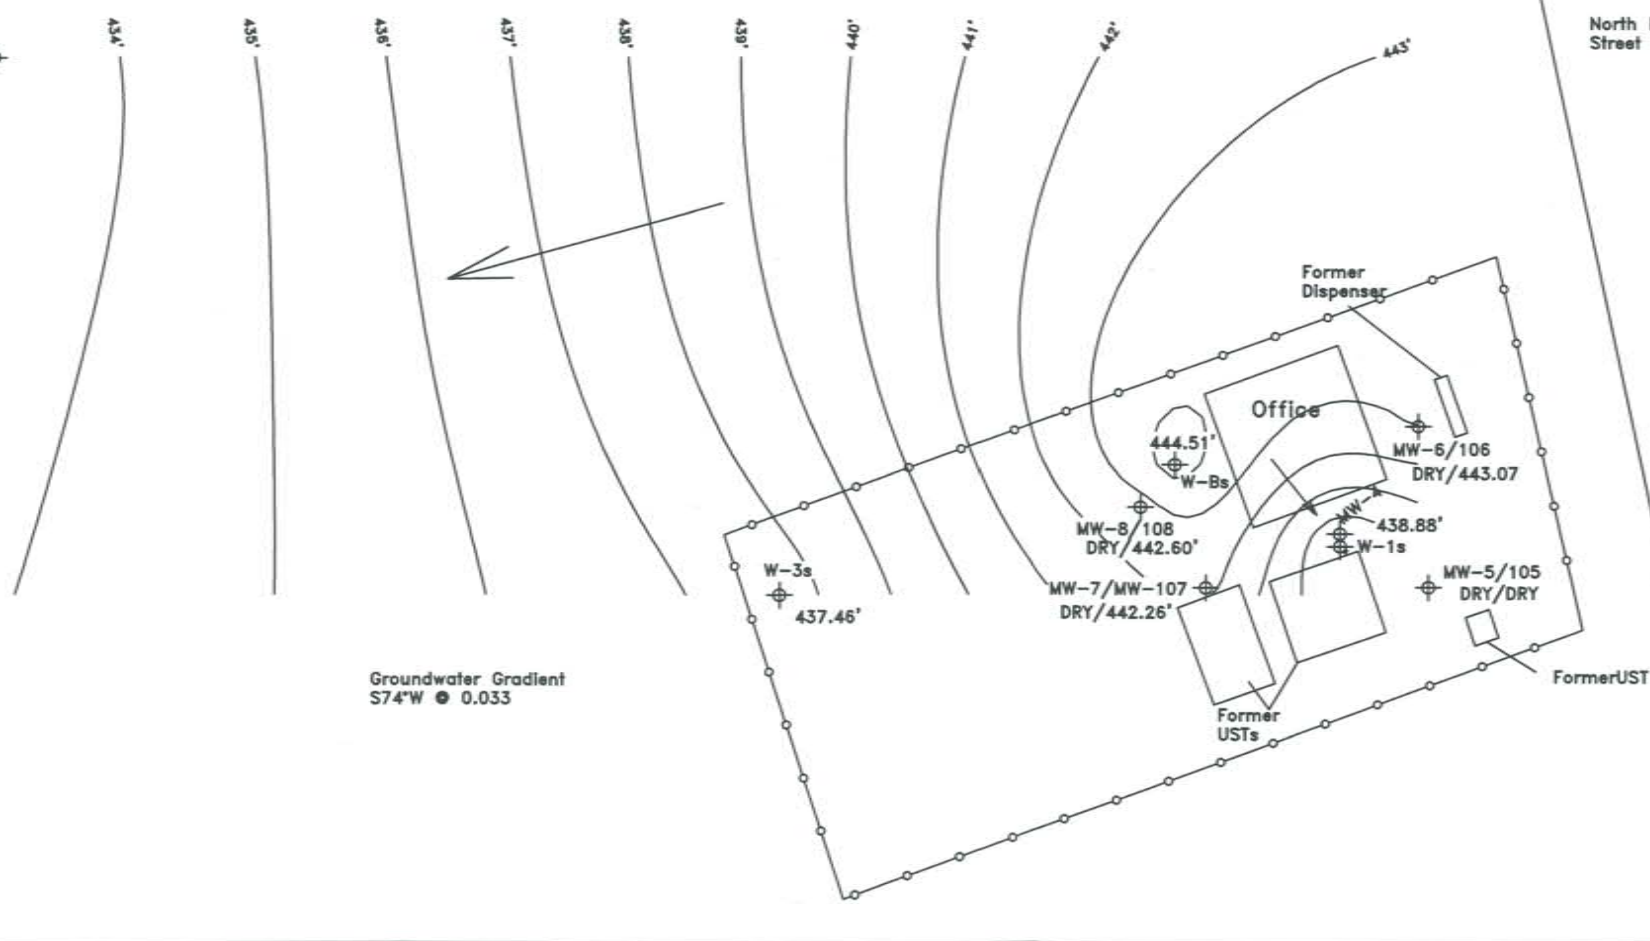 434'
435'
436'
437'
438'
439'
440'
441'
442'
443'
North
Street
Former
Dispenser
Office
444.51'
W-Bs
MW-6/106
DRY/443.07
MW-8/108
DRY/442.60'
MW-A
438.88'
W-1s
W-3s
437.46'
MW-7/MW-107
DRY/442.26'
MW-5/105
DRY/DRY
FormerUST
Former
USTs
Groundwater Gradient
S74°W @ 0.033